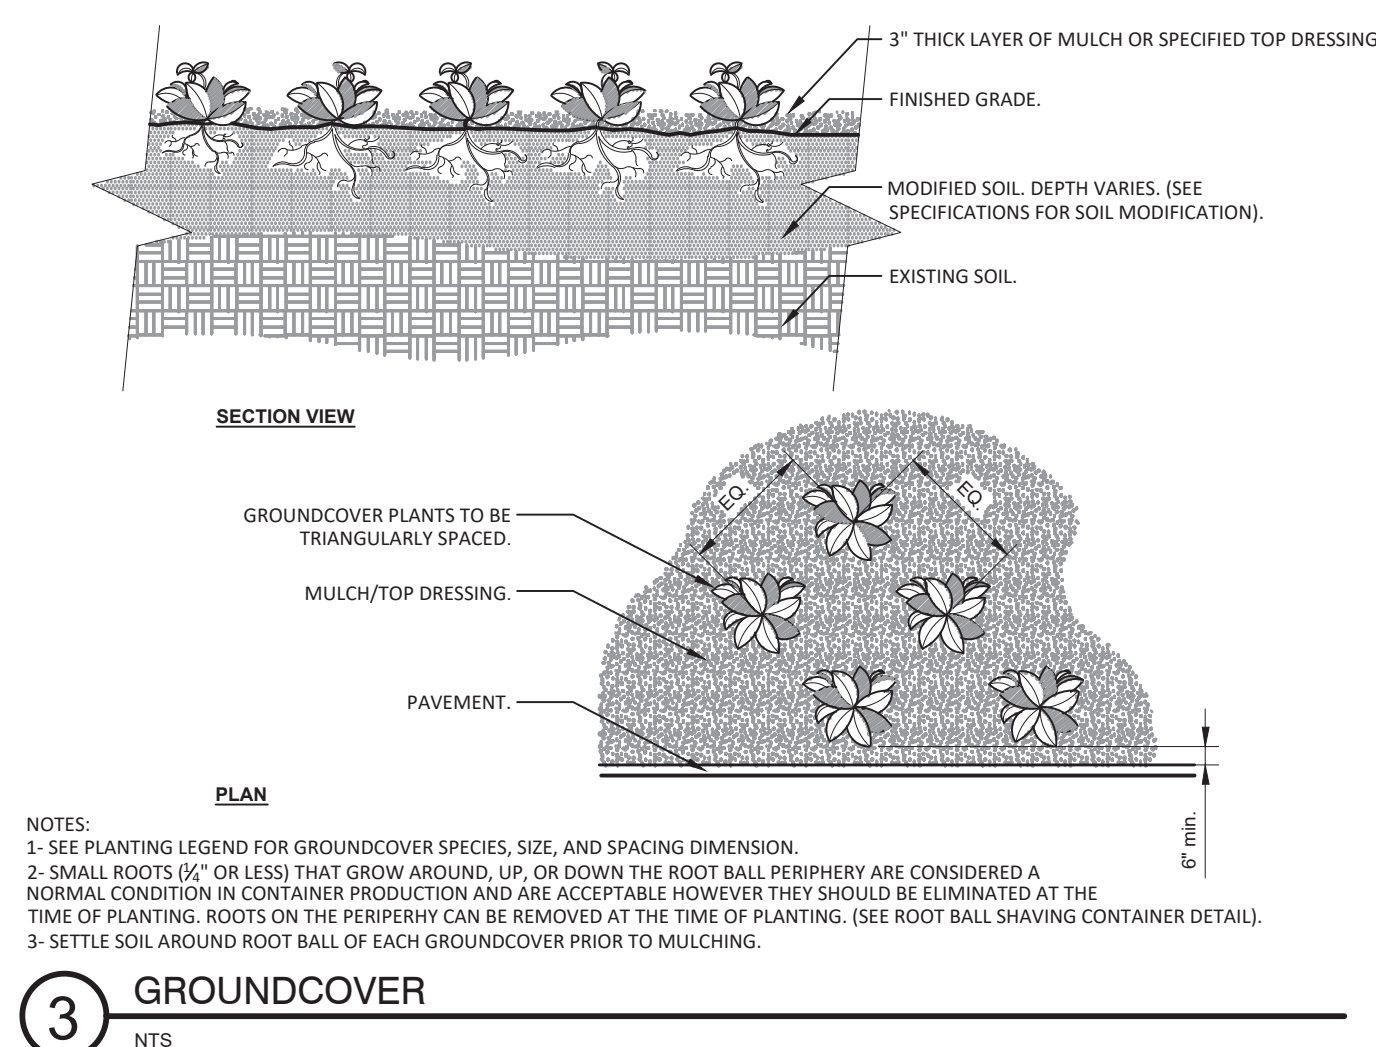 3" THICK LAYER OF MULCH OR SPECIFIED TOP DRESSING
FINISHED GRADE.
MODIFIED SOIL. DEPTH VARIES. (SEE
SPECIFICATIONS FOR SOIL MODIFICATION).
EXISTING SOIL.
SECTION VIEW
EQ.
EQ.
GROUNDCOVER PLANTS TO BE
TRIANGULARLY SPACED.
MULCH/TOP DRESSING.
PAVEMENT.
6" min.
PLAN
NOTES:
1- SEE PLANTING LEGEND FOR GROUNDCOVER SPECIES, SIZE, AND SPACING DIMENSION.
2- SMALL ROOTS (¼" OR LESS) THAT GROW AROUND, UP, OR DOWN THE ROOT BALL PERIPHERY ARE CONSIDERED A
NORMAL CONDITION IN CONTAINER PRODUCTION AND ARE ACCEPTABLE HOWEVER THEY SHOULD BE ELIMINATED AT THE
TIME OF PLANTING. ROOTS ON THE PERIPERHY CAN BE REMOVED AT THE TIME OF PLANTING. (SEE ROOT BALL SHAVING CONTAINER DETAIL).
3- SETTLE SOIL AROUND ROOT BALL OF EACH GROUNDCOVER PRIOR TO MULCHING.
3 GROUNDCOVER
NTS